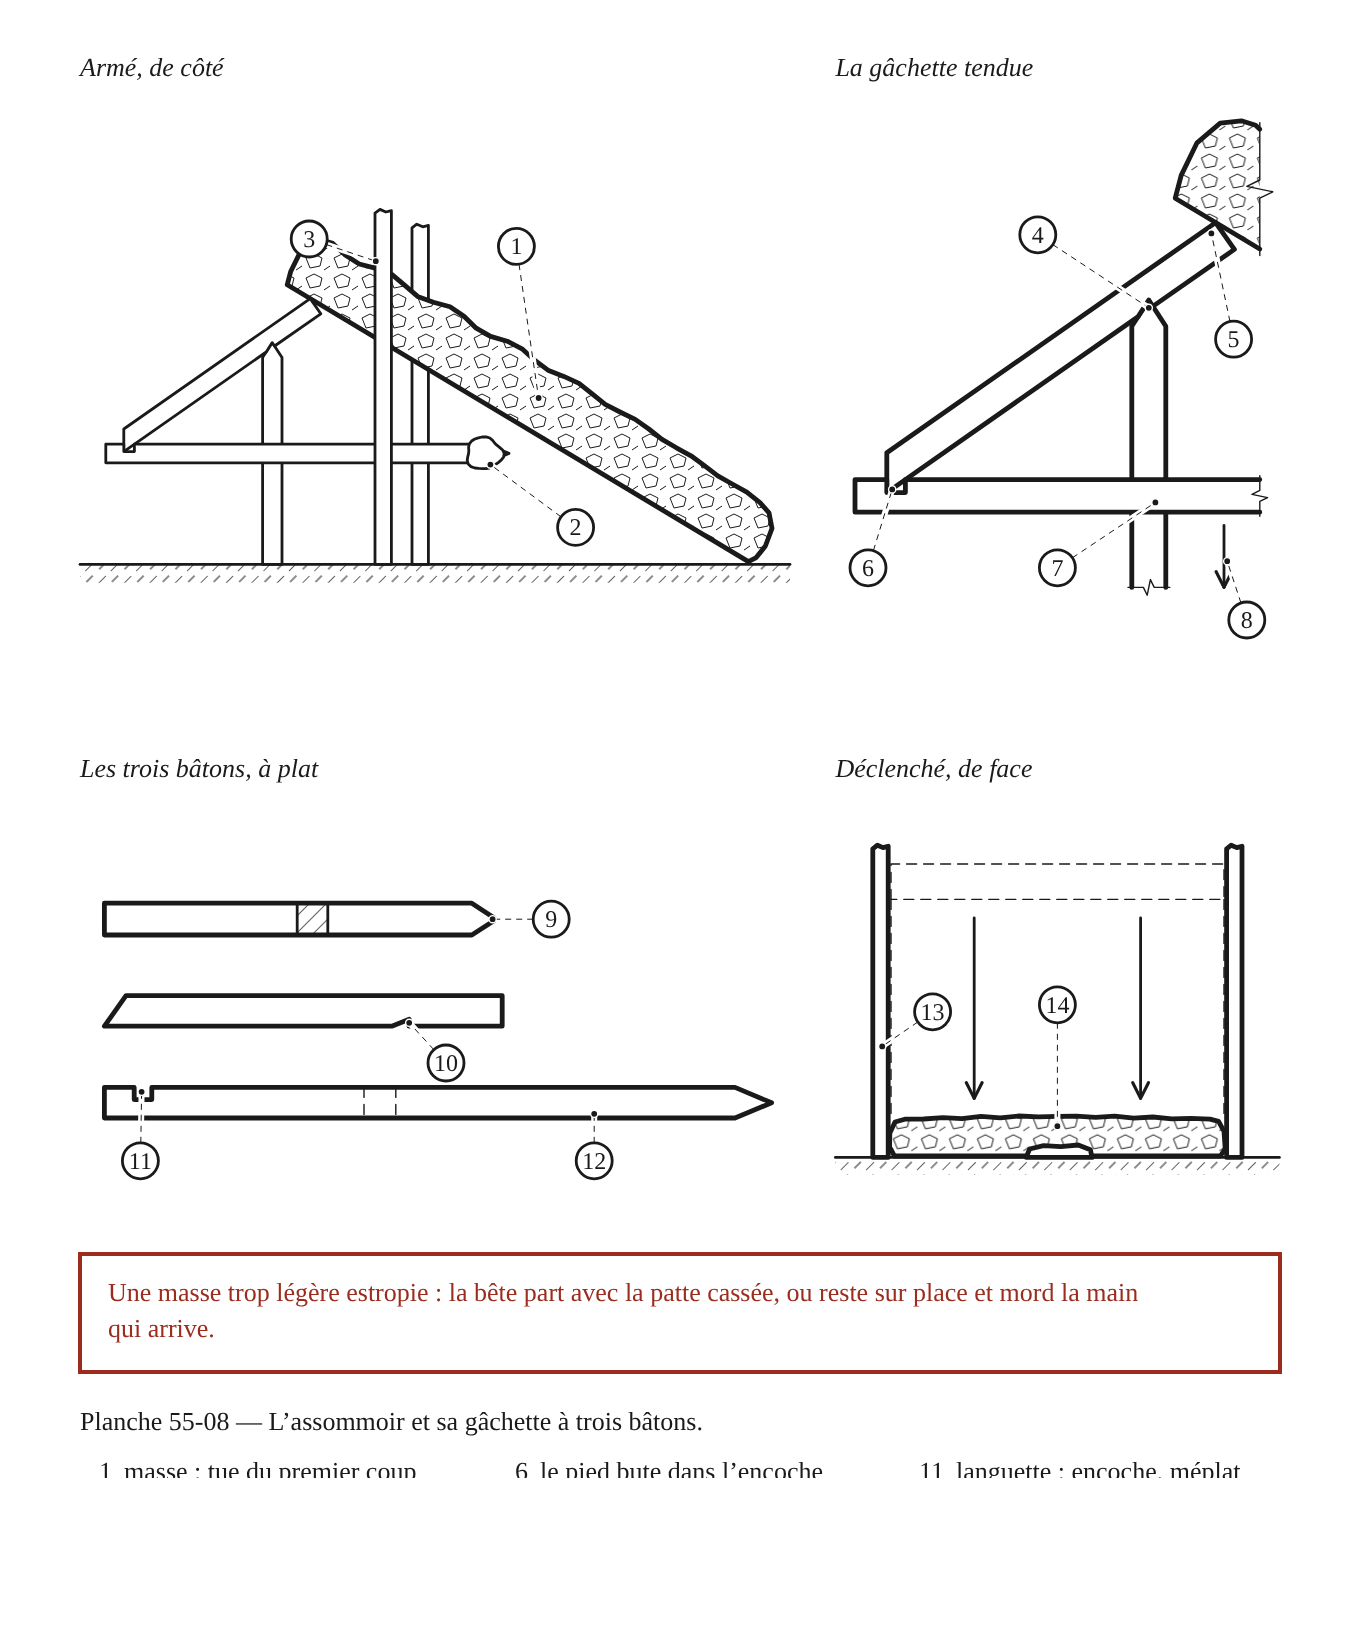 Armé, de côté
La gâchette tendue
3
1
2
4
5
6
7
8
Les trois bâtons, à plat
Déclenché, de face
9
10
11
12
13
14
Une masse trop légère estropie : la bête part avec la patte cassée, ou reste sur place et mord la main
qui arrive.
Planche 55-08 — L’assommoir et sa gâchette à trois bâtons.
1 masse : tue du premier coup
6 le pied bute dans l’encoche
11 languette : encoche, méplat